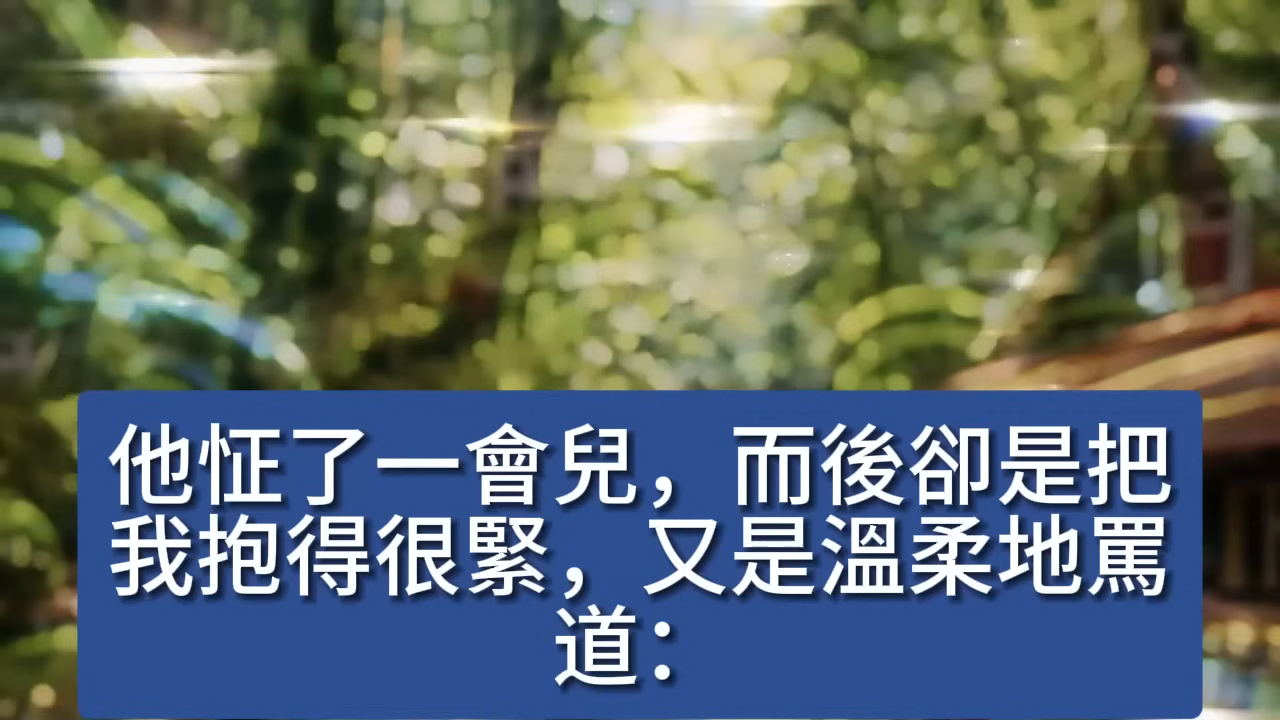 他怔了一會兒，而後卻是把
我抱得很緊，又是溫柔地罵
道：